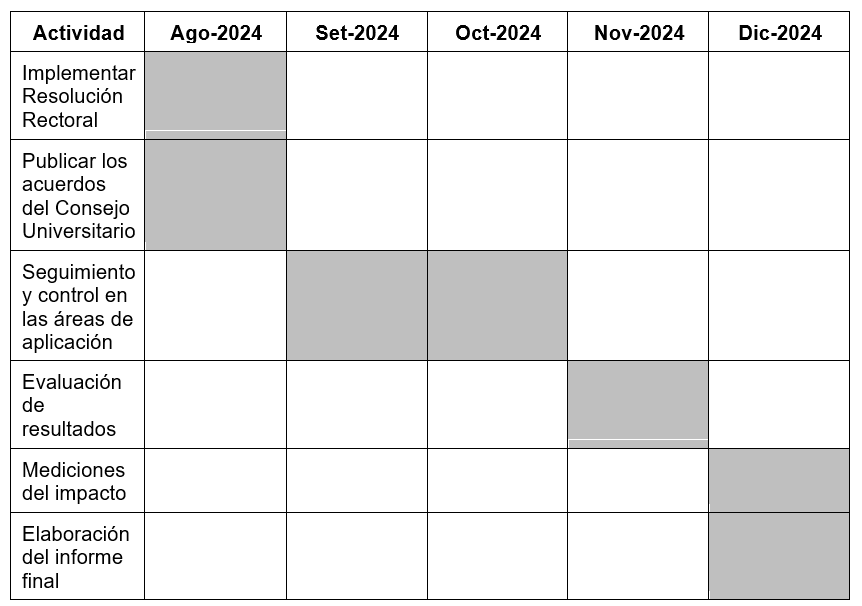 Actividad Ago-2024 Set-2024 Oct-2024 Nov-2024 Dic-2024
Implementar
Resolución
Rectoral
Publicar los
acuerdos
del Consejo
Universitario
Seguimiento
y control en
las áreas de
aplicación
Evaluación
de
resultados
Mediciones
del impacto
Elaboración
del informe
final